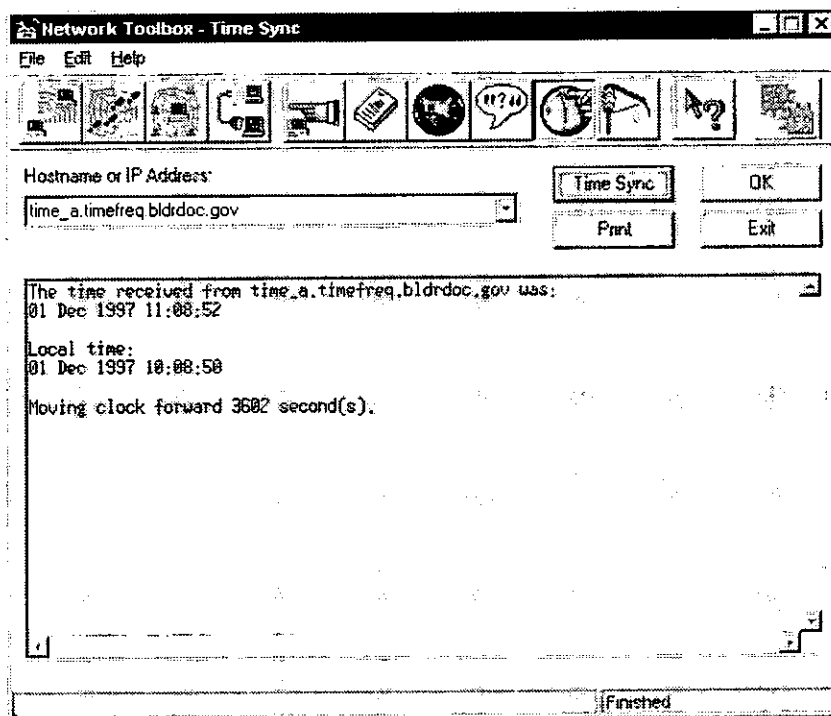 Network Toolbox - Time Sync
File Edit Help
Hostname or IP Address:
Time Sync
OK
time_a.timefreq.bldrdoc.gov
Print
Exit
The time received from time_a.timefreq.bldrdoc.gov was:
01 Dec 1997 11:08:52
Local time:
01 Dec 1997 10:08:50
Moving clock forward 3602 second(s).
Finished